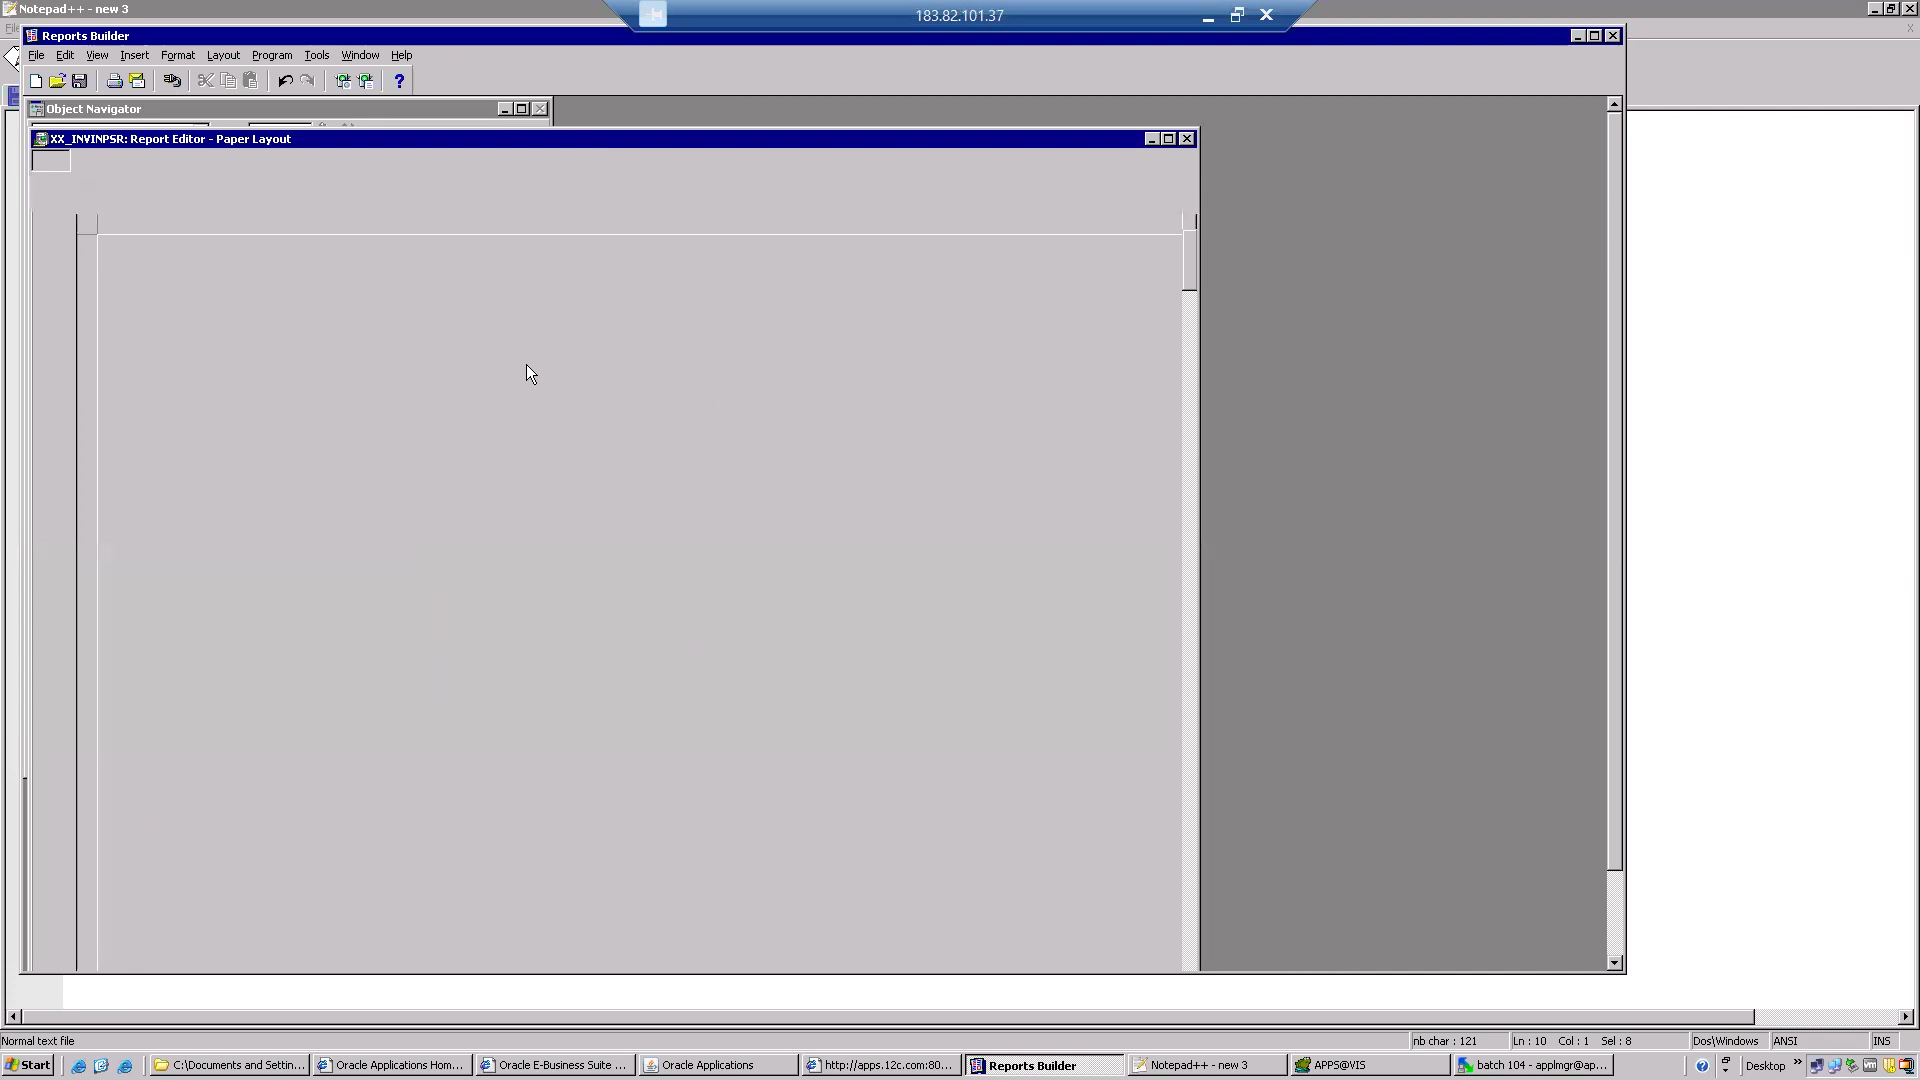 Notepad++ - new 3
183.82.101.37
Reports Builder
File Edit View Insert Format Layout Program Tools Window Help
Object Navigator
XX_INVINPSR: Report Editor - Paper Layout
Normal text file
nb char : 121
Ln : 10 Col : 1 Sel : 8
Dos\Windows
ANSI
INS
Start
C:\Documents and Settin...
Oracle Applications Hom...
Oracle E-Business Suite ...
Oracle Applications
http://apps.12c.com:80...
Reports Builder
Notepad++ - new 3
APPS@VIS
batch 104 - applmgr@ap...
Desktop